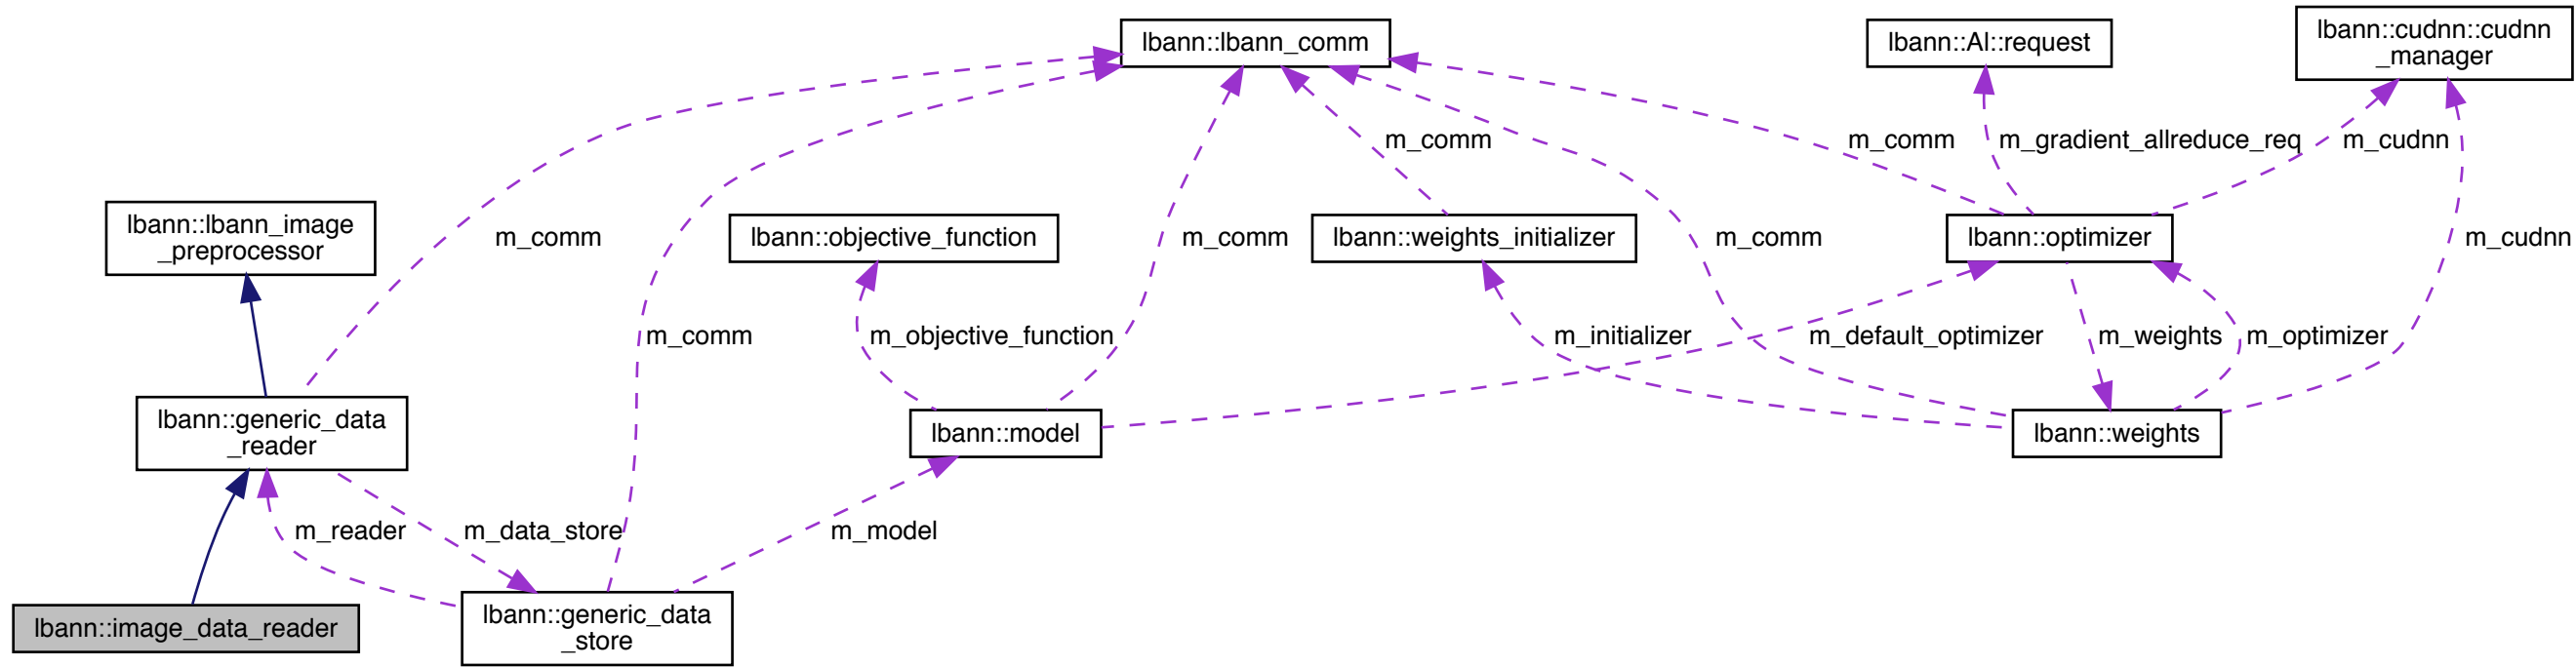 lbann::lbann_comm
lbann::Al::request
lbann::cudnn::cudnn
_manager
m_comm
m_comm
m_gradient_allreduce_req
m_cudnn
lbann::lbann_image
_preprocessor
m_comm
lbann::objective_function
m_comm
lbann::weights_initializer
m_comm
lbann::optimizer
m_cudnn
m_comm
m_objective_function
m_initializer
m_default_optimizer
m_weights
m_optimizer
lbann::generic_data
_reader
lbann::model
lbann::weights
m_reader
m_data_store
m_model
lbann::image_data_reader
lbann::generic_data
_store